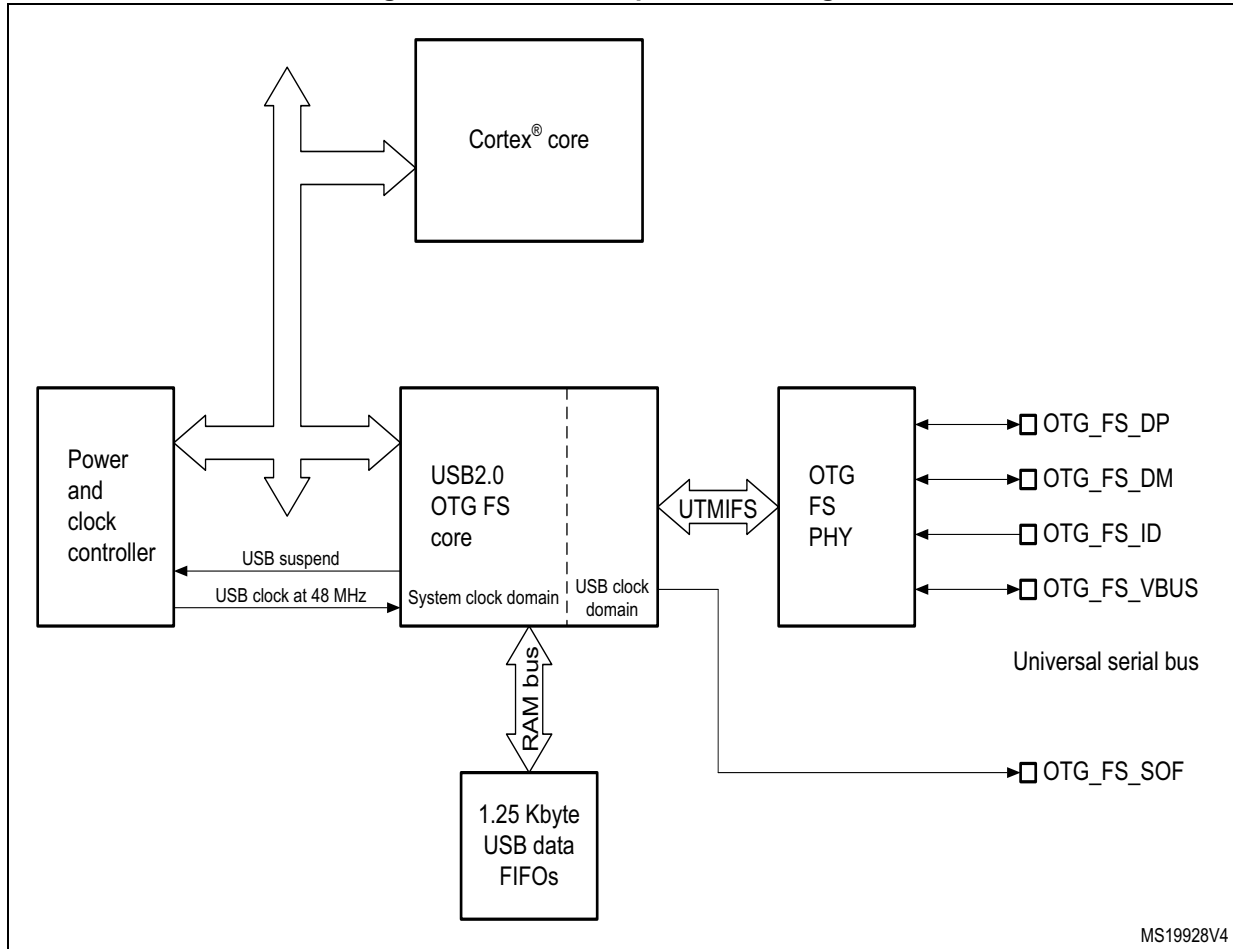 Cortex® core
Power
and
clock
controller
USB2.0
OTG FS
core
UTMIFS
OTG
FS
PHY
OTG_FS_DP
OTG_FS_DM
OTG_FS_ID
OTG_FS_VBUS
USB suspend
USB clock at 48 MHz
System clock domain
USB clock
domain
Universal serial bus
RAM bus
OTG_FS_SOF
1.25 Kbyte
USB data
FIFOs
MS19928V4